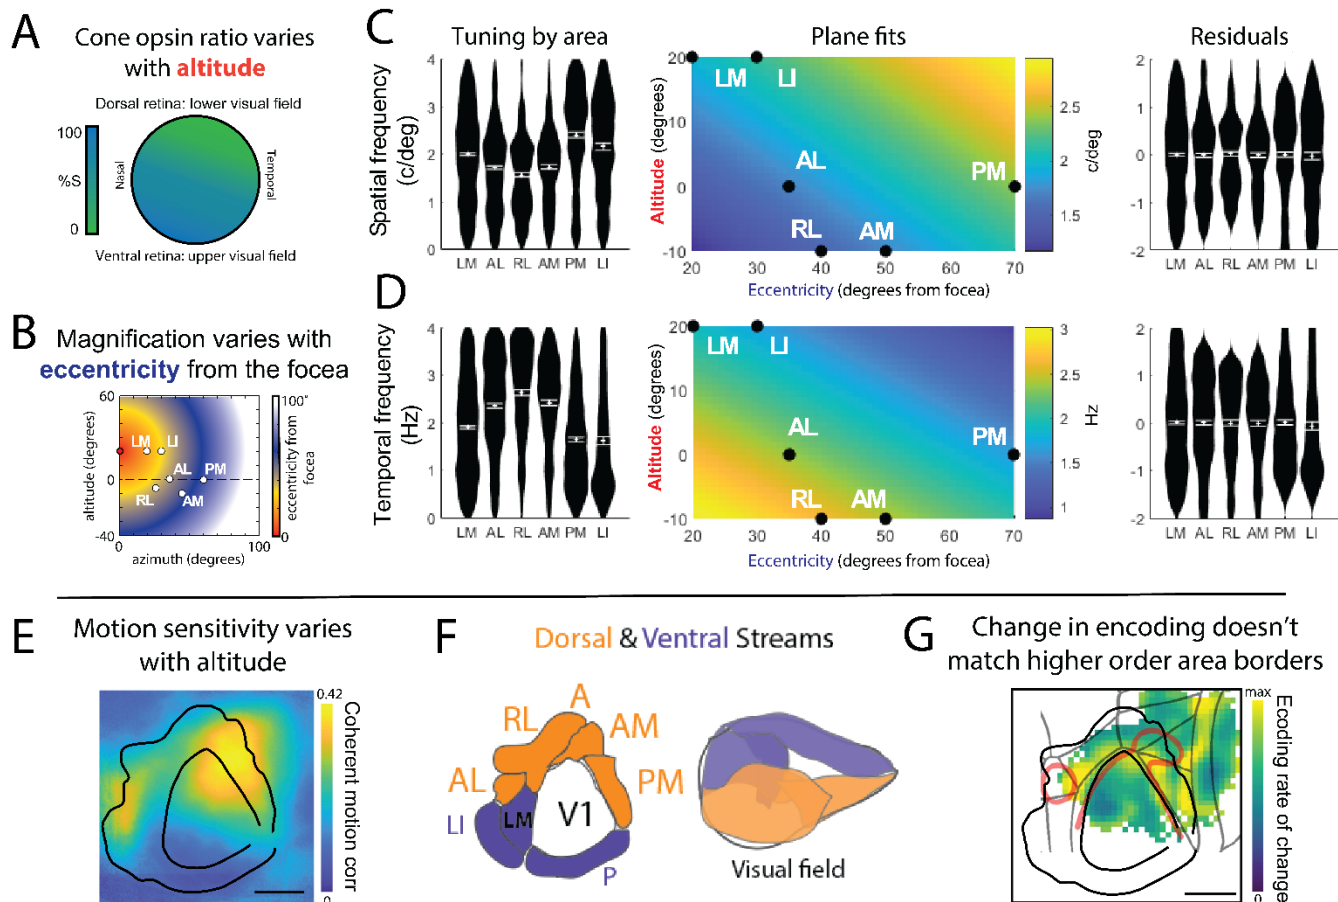 A
Cone opsin ratio varies
with altitude
Dorsal retina: lower visual field
100
%S
0
Nasal
Temporal
Ventral retina: upper visual field
B
Magnification varies with
eccentricity from the focea
60
0
-40
altitude (degrees)
LM
LI
AL
PM
RL
AM
0
100
azimuth (degrees)
100°
0
eccentricity from
focea
C
Tuning by area
Spatial frequency
(c/deg)
4
3
2
1
0
LM AL RL AM PM LI
Plane fits
Altitude (degrees)
20
10
0
-10
LM
LI
AL
PM
RL
AM
20 30 40 50 60 70
Eccentricity (degrees from focea)
2.5
2
1.5
c/deg
Residuals
2
1
0
-1
-2
LM AL RL AM PM LI
D
Temporal frequency
(Hz)
4
3
2
1
0
LM AL RL AM PM LI
Altitude (degrees)
20
10
0
-10
LM
LI
AL
PM
RL
AM
20 30 40 50 60 70
Eccentricity (degrees from focea)
3
2.5
2
1.5
1
Hz
2
1
0
-1
-2
LM AL RL AM PM LI
E
Motion sensitivity varies
with altitude
0.42
Coherent motion corr
0
F
Dorsal & Ventral Streams
A
RL
AM
AL
PM
LI
LM
V1
P
Visual field
G
Change in encoding doesn't
match higher order area borders
max
Ecoding rate of change
0